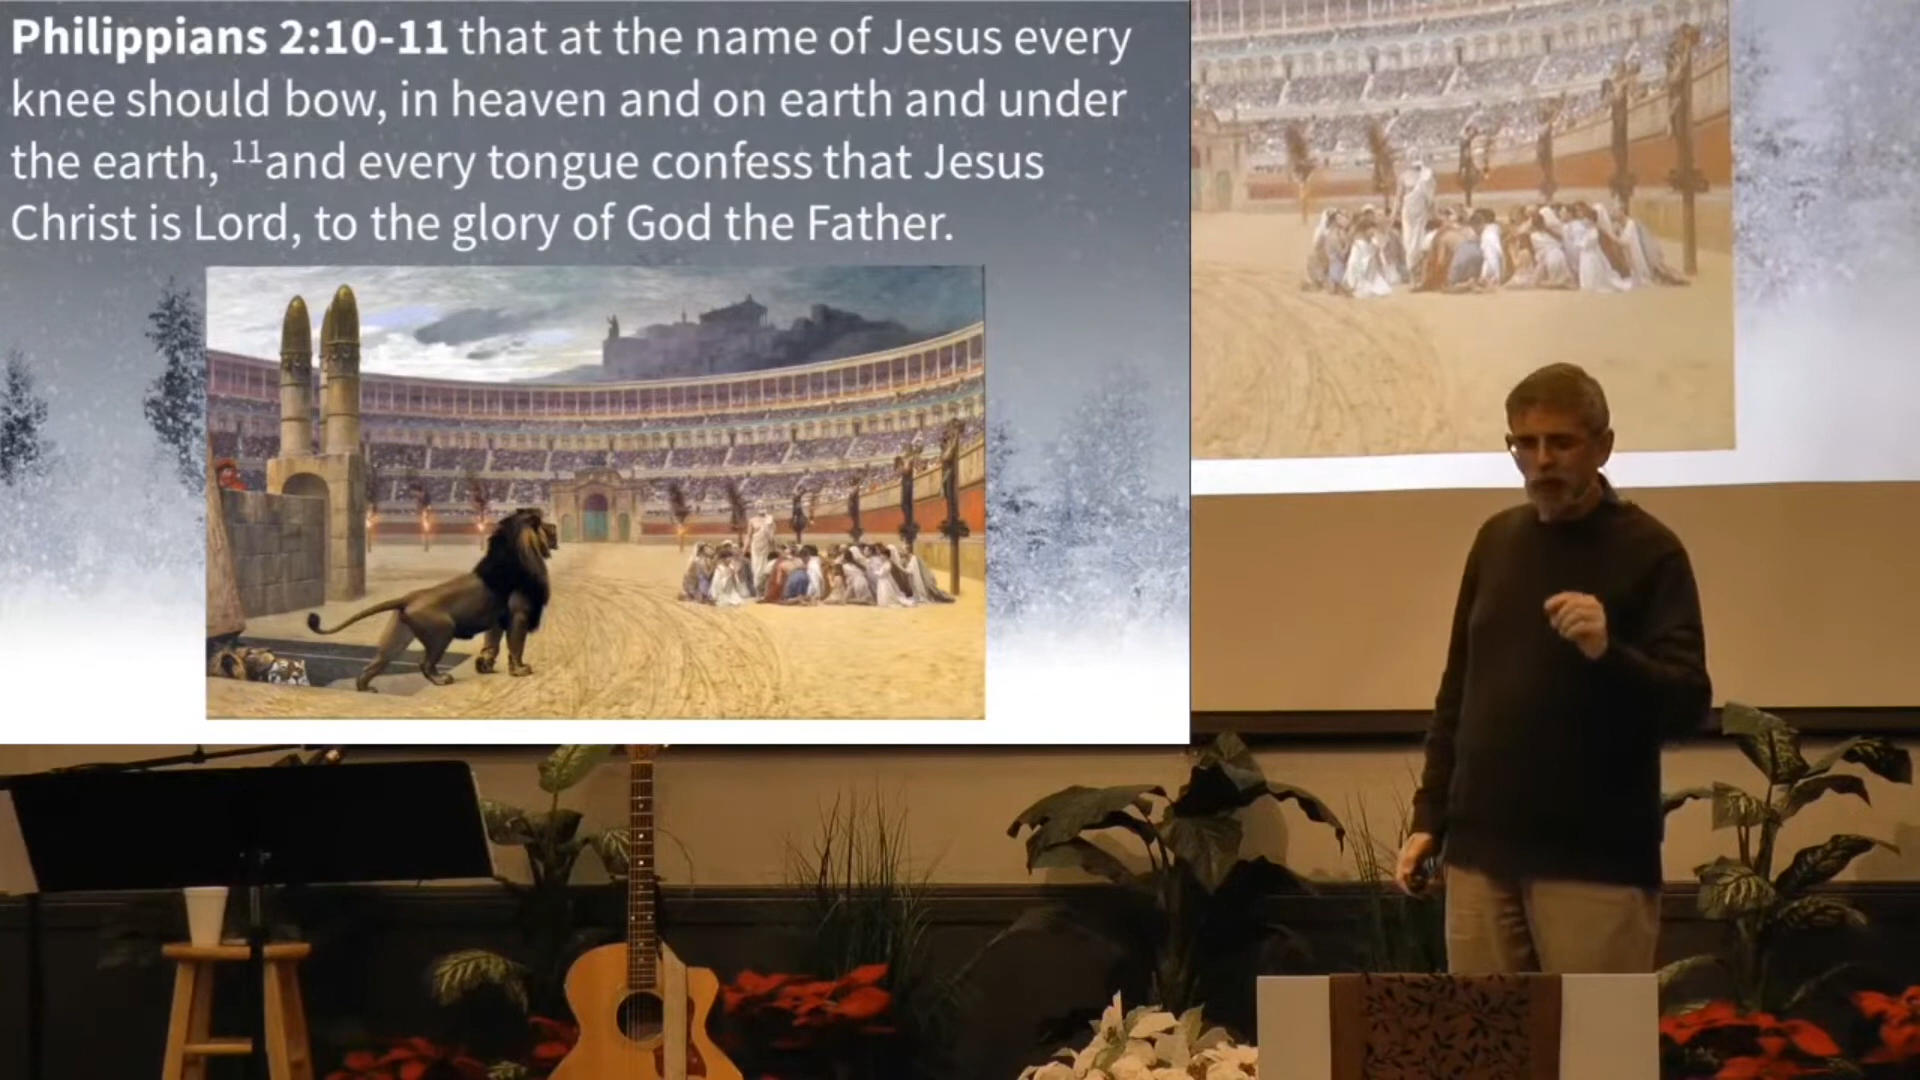 Philippians 2:10-11 that at the name of Jesus every
knee should bow, in heaven and on earth and under
the earth, ¹¹and every tongue confess that Jesus
Christ is Lord, to the glory of God the Father.